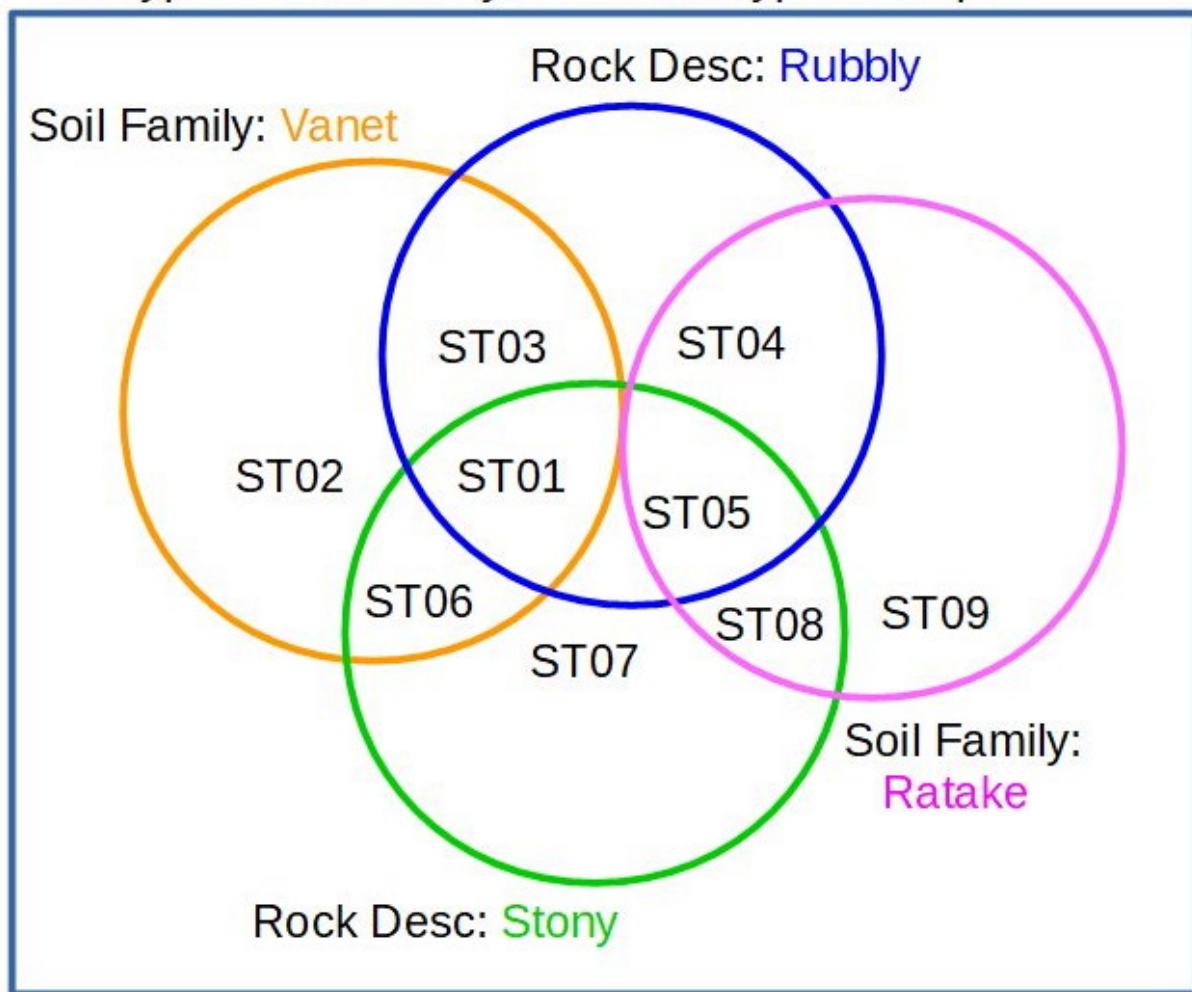 Rock Desc: Rubbly
Soil Family: Vanet
ST03
ST04
ST02
ST01
ST05
ST06
ST08
ST09
ST07
Soil Family:
Ratake
Rock Desc: Stony